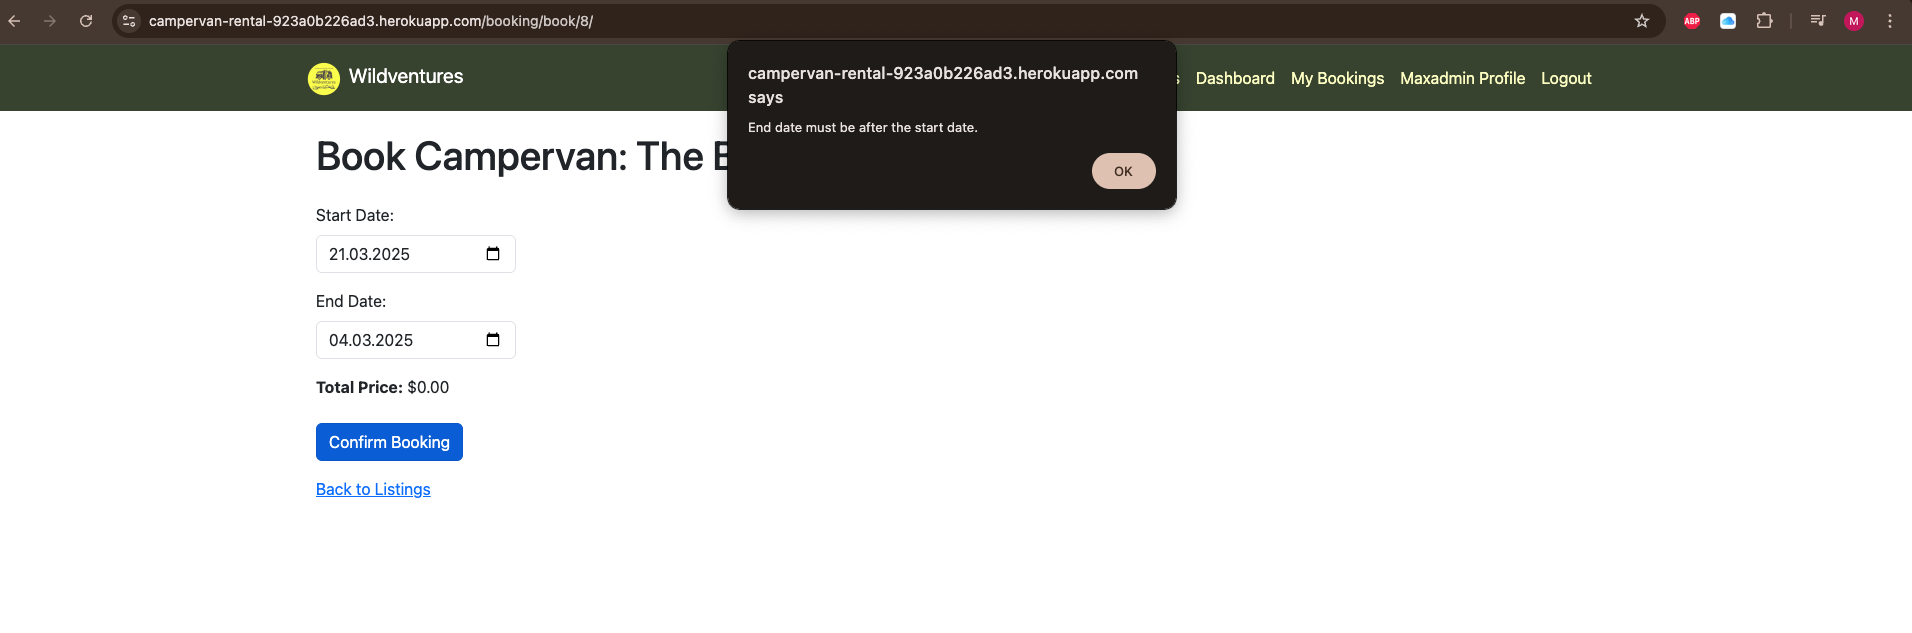 campervan-rental-923a0b226ad3.herokuapp.com/booking/book/8/
ABP
M
Wildventures
s Dashboard My Bookings Maxadmin Profile Logout
campervan-rental-923a0b226ad3.herokuapp.com
says
End date must be after the start date.
OK
Book Campervan: The
Start Date:
21.03.2025
End Date:
04.03.2025
Total Price: $0.00
Confirm Booking
Back to Listings